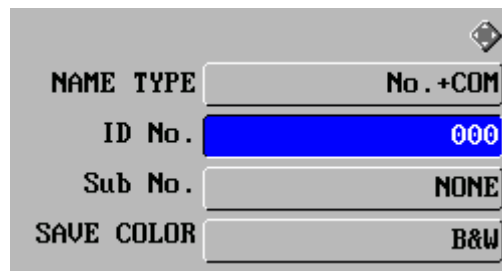 NAME TYPE No.+COM
ID No. 000
Sub No. NONE
SAVE COLOR B&W